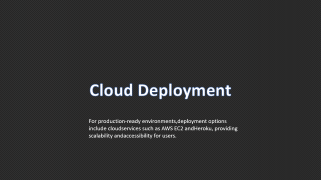 Cloud Deployment
For production-ready environments,deployment options
include cloudservices such as AWS EC2 andHeroku, providing
scalability andaccessibility for users.